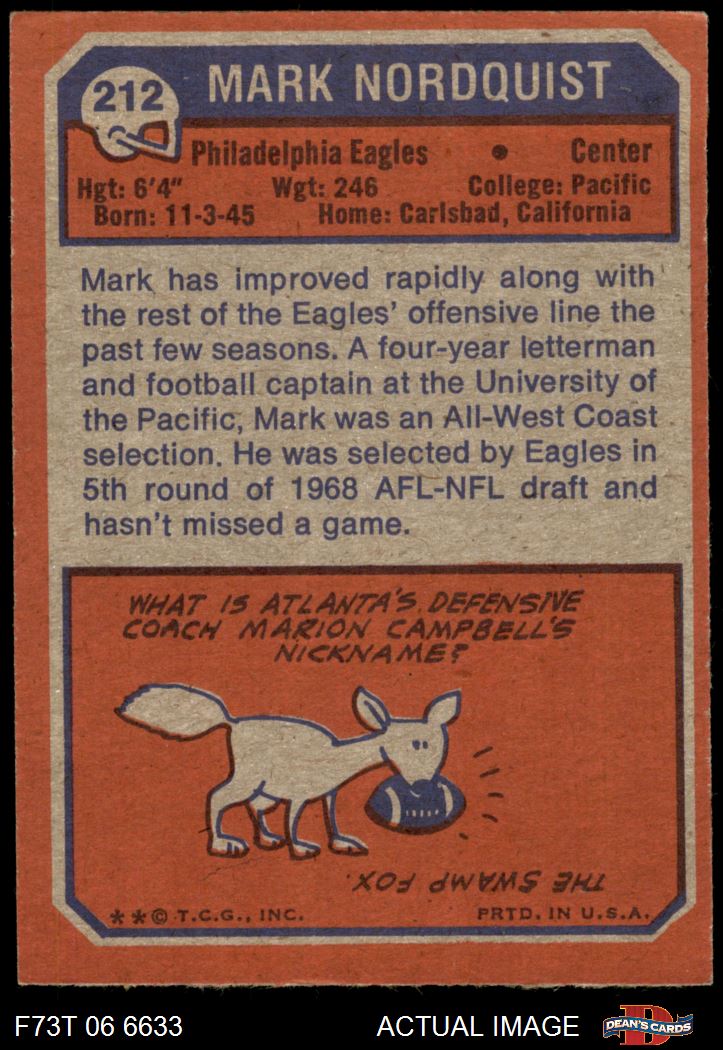 212 MARK NORDQUIST
Philadelphia Eagles • Center
Hgt: 6'4" Wgt: 246 College: Pacific
Born: 11-3-45 Home: Carlsbad, California
Mark has improved rapidly along with
the rest of the Eagles' offensive line the
past few seasons. A four-year letterman
and football captain at the University of
the Pacific, Mark was an All-West Coast
selection. He was selected by Eagles in
5th round of 1968 AFL-NFL draft and
hasn't missed a game.
WHAT IS ATLANTA'S DEFENSIVE
COACH MARION CAMPBELL'S
NICKNAME?
THE SWAMP FOX.
**© T.C.G., INC. PRTD. IN U.S.A.
F73T 06 6633 ACTUAL IMAGE D DEAN'S CARDS